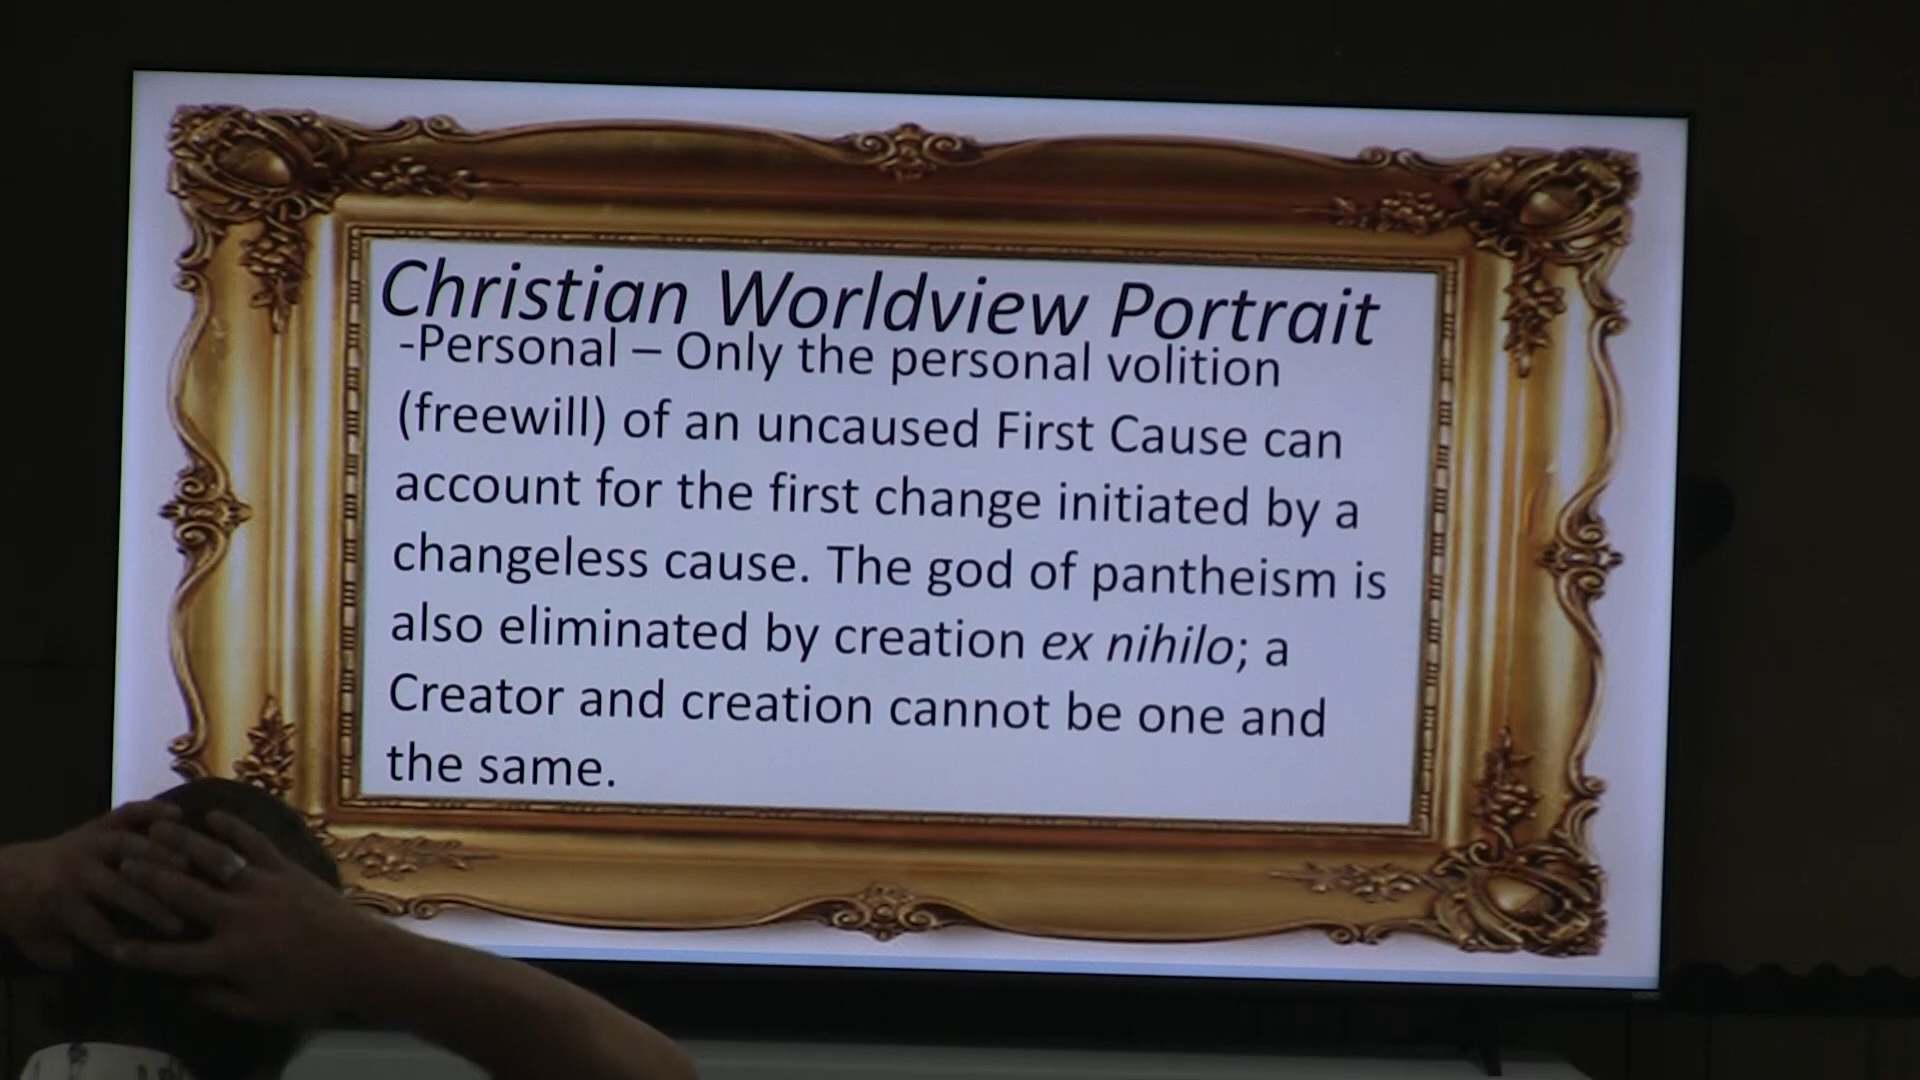 Christian Worldview Portrait
-Personal – Only the personal volition
(freewill) of an uncaused First Cause can
account for the first change initiated by a
changeless cause. The god of pantheism is
also eliminated by creation ex nihilo; a
Creator and creation cannot be one and
the same.